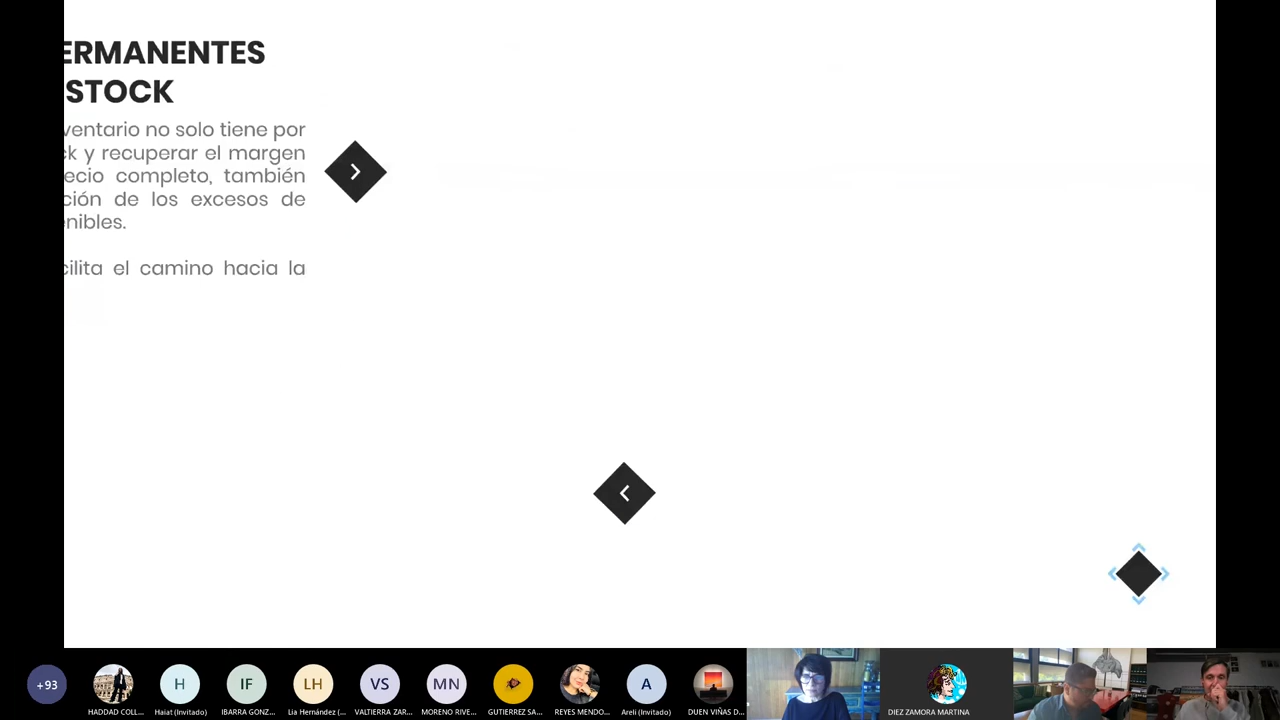 ERMANENTES
STOCK
ventario no solo tiene por
ck y recuperar el margen
ecio completo, también
ción de los excesos de
enibles.
cilita el camino hacia la
+93
H
IF
LH
VS
MN
A
HADDAD COLL...
Haiat (Invitado)
IBARRA GONZ...
Lia Hernández (...
VALTIERRA ZAR...
MORENO RIVE...
GUTIERREZ SA...
REYES MENDO...
Areli (Invitado)
DUEN VIÑAS D...
DIEZ ZAMORA MARTINA